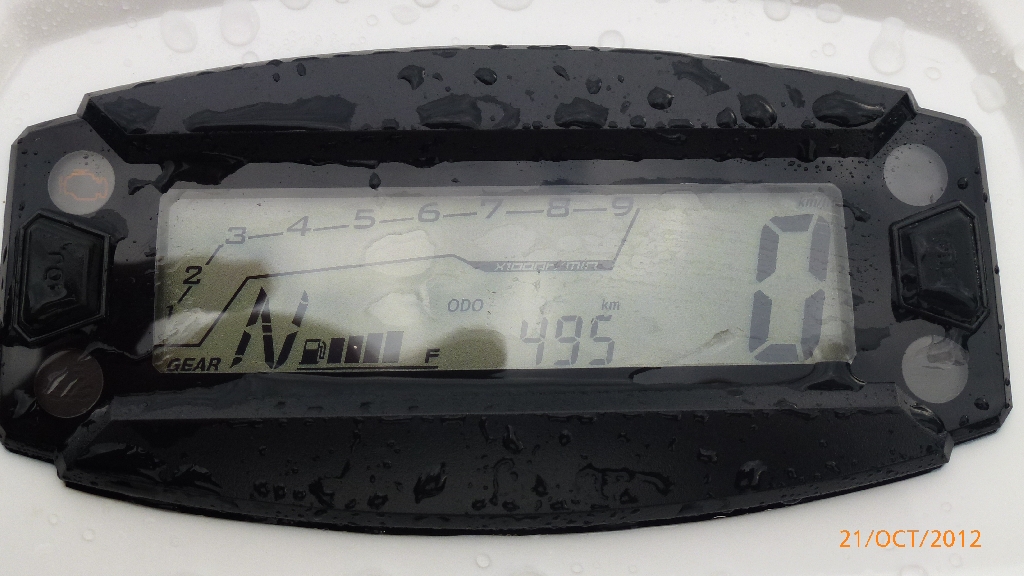 3 4 5 6 7 8 9
km/h
2
0
x1000r/min
1
ODO km
N 495
GEAR F
21/OCT/2012